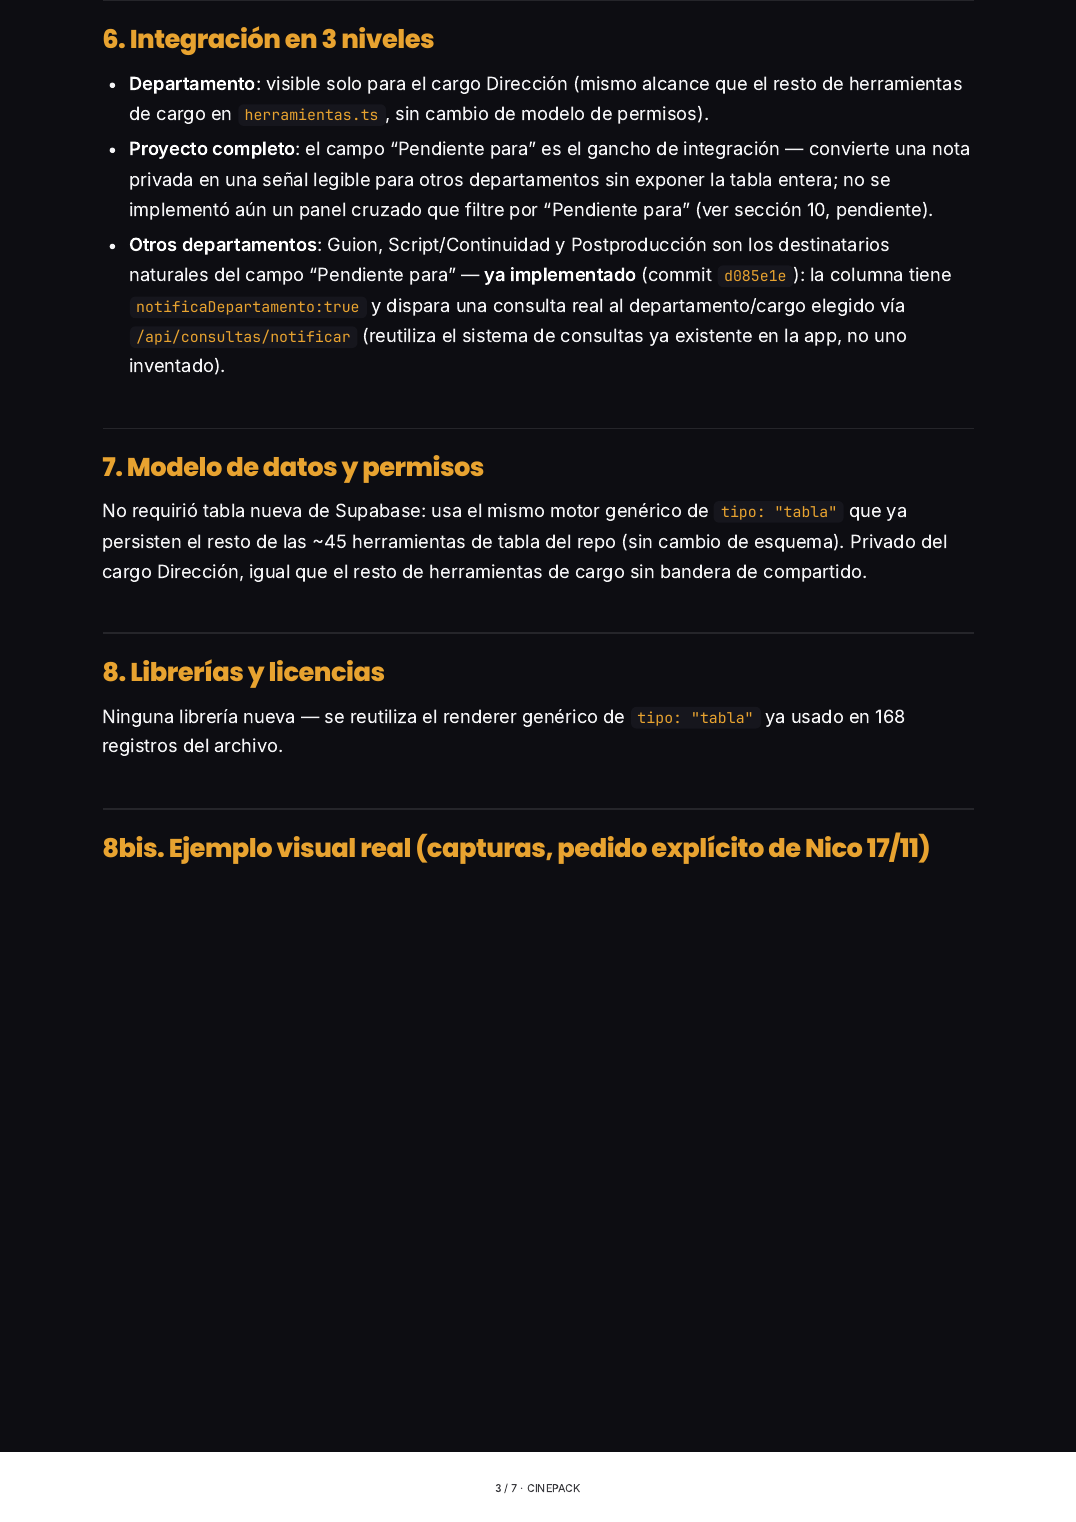 6. Integración en 3 niveles
• Departamento: visible solo para el cargo Dirección (mismo alcance que el resto de herramientas
de cargo en herramientas.ts , sin cambio de modelo de permisos).
• Proyecto completo: el campo “Pendiente para” es el gancho de integración — convierte una nota
privada en una señal legible para otros departamentos sin exponer la tabla entera; no se
implementó aún un panel cruzado que filtre por “Pendiente para” (ver sección 10, pendiente).
• Otros departamentos: Guion, Script/Continuidad y Postproducción son los destinatarios
naturales del campo “Pendiente para” — ya implementado (commit d085e1e ): la columna tiene
notificaDepartamento:true y dispara una consulta real al departamento/cargo elegido vía
/api/consultas/notificar (reutiliza el sistema de consultas ya existente en la app, no uno
inventado).
7. Modelo de datos y permisos
No requirió tabla nueva de Supabase: usa el mismo motor genérico de tipo: "tabla" que ya
persisten el resto de las ~45 herramientas de tabla del repo (sin cambio de esquema). Privado del
cargo Dirección, igual que el resto de herramientas de cargo sin bandera de compartido.
8. Librerías y licencias
Ninguna librería nueva — se reutiliza el renderer genérico de tipo: "tabla" ya usado en 168
registros del archivo.
8bis. Ejemplo visual real (capturas, pedido explícito de Nico 17/11)
3 / 7 · CINEPACK